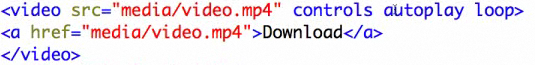 <video src="media/video.mp4" controls autoplay loop>
<a href="media/video.mp4">Download</a>
</video>